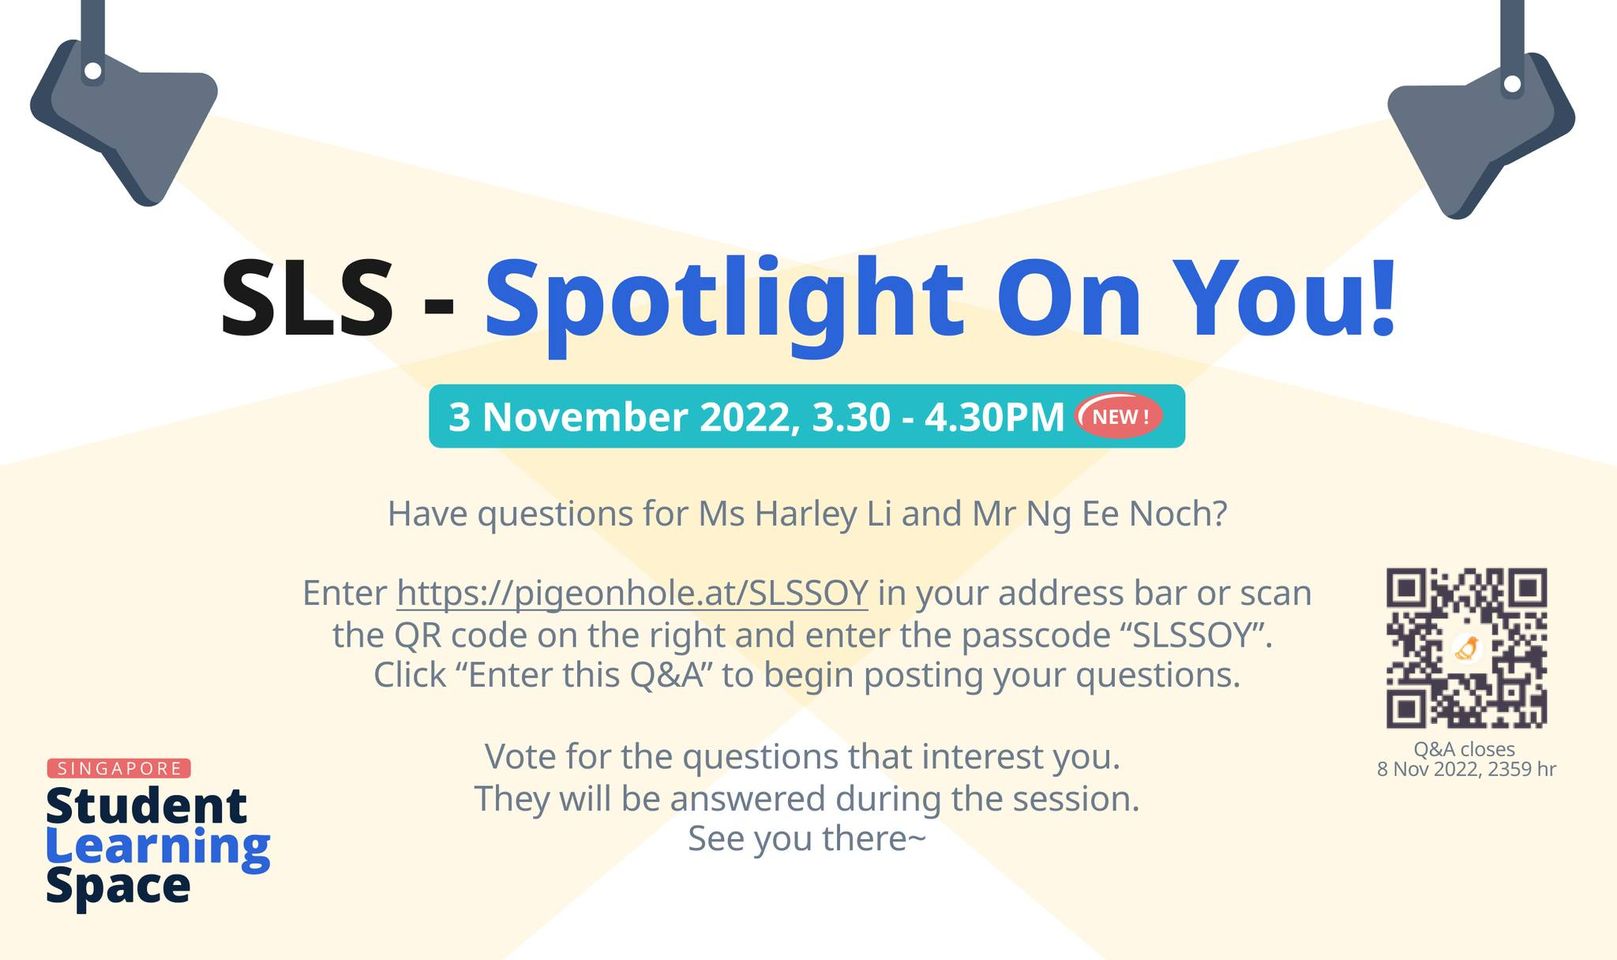 SLS - Spotlight On You!
3 November 2022, 3.30 - 4.30PM NEW !
Have questions for Ms Harley Li and Mr Ng Ee Noch?
Enter https://pigeonhole.at/SLSSOY in your address bar or scan
the QR code on the right and enter the passcode “SLSSOY”.
Click “Enter this Q&A” to begin posting your questions.
Vote for the questions that interest you.
They will be answered during the session.
See you there~
Q&A closes
8 Nov 2022, 2359 hr
SINGAPORE
Student
Learning
Space